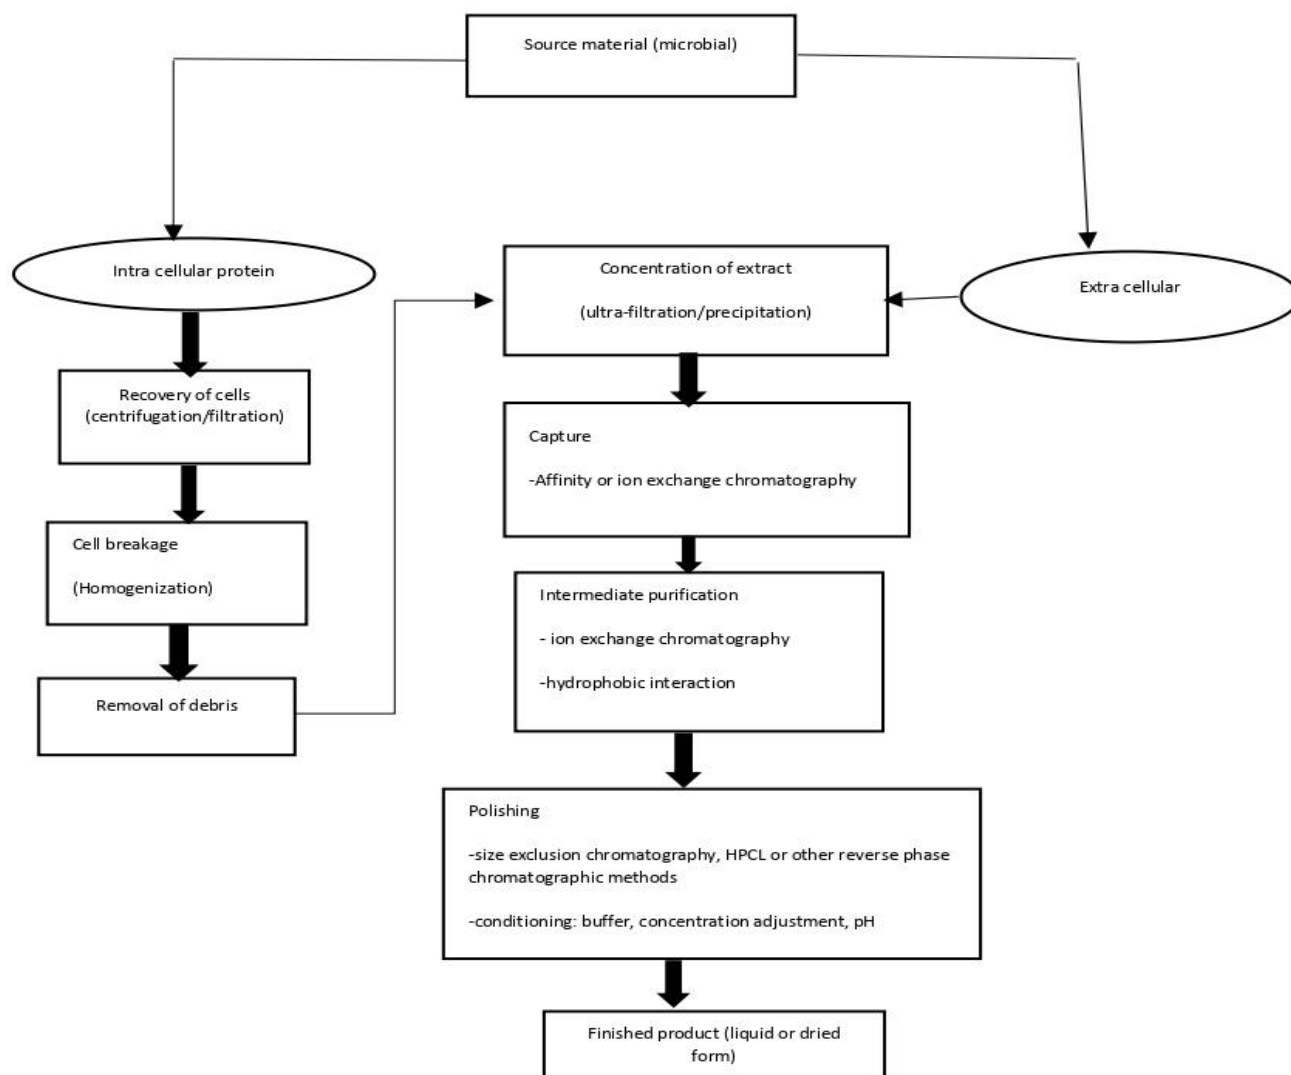 Source material (microbial)
Intra cellular protein
Recovery of cells
(centrifugation/filtration)
Cell breakage
(Homogenization)
Removal of debris
Extra cellular
Concentration of extract
(ultra-filtration/precipitation)
Capture
-Affinity or ion exchange chromatography
Intermediate purification
- ion exchange chromatography
-hydrophobic interaction
Polishing
-size exclusion chromatography, HPCL or other reverse phase
chromatographic methods
-conditioning: buffer, concentration adjustment, pH
Finished product (liquid or dried
form)